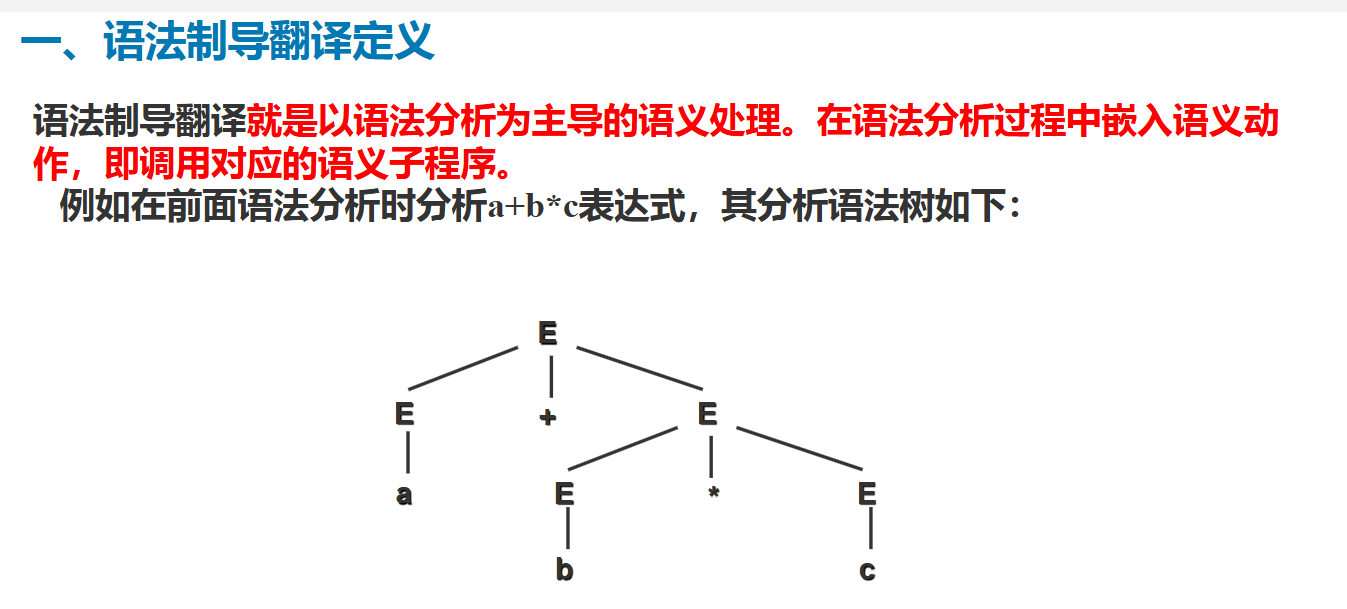 一、语法制导翻译定义
语法制导翻译就是以语法分析为主导的语义处理。在语法分析过程中嵌入语义动
作，即调用对应的语义子程序。
例如在前面语法分析时分析a+b*c表达式，其分析语法树如下：
E
E + E
a E * E
b c